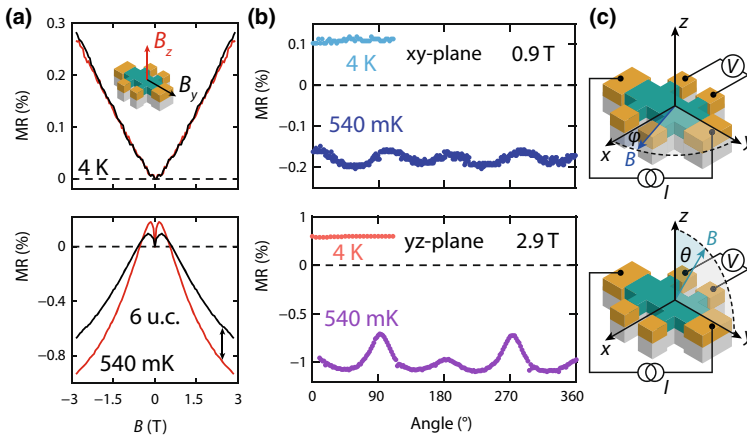 (a)
MR (%)
0.3
0.2
0.1
0
B_z
B_y
4 K
MR (%)
0
−0.4
−0.8
6 u.c.
540 mK
−3
−1.5
0
1.5
3
B (T)
(b)
MR (%)
0.1
0
−0.1
−0.2
4 K
xy-plane
0.9 T
540 mK
MR (%)
0.5
0
−0.5
−1
4 K
yz-plane
2.9 T
540 mK
0
90
180
270
360
Angle (°)
(c)
z
V
x
φ
B
y
I
z
B
θ
V
x
y
I